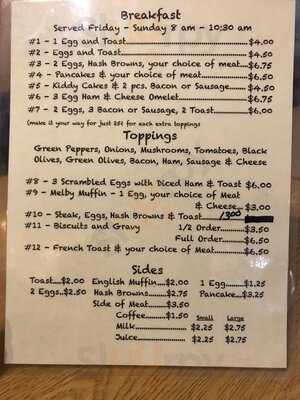 Breakfast
Served Friday - Sunday 8 am - 10:30 am
#1 - 1 Egg and Toast $4.00
#2 - Eggs and Toast $4.50
#3 - 2 Eggs, Hash Browns, your choice of meat...$6.75
#4 - Pancakes & your choice of meat $6.50
#5 - Kiddy Cakes & 2 pcs. Bacon or Sausage $4.50
#6 - 3 Egg Ham & Cheese Omelet $6.75
#7 - 2 Eggs, 3 Bacon or Sausage, 2 Toast $6.00
(make it your way for just 25¢ for each extra topping)
Toppings
Green Peppers, Onions, Mushrooms, Tomatoes, Black
Olives, Green Olives, Bacon, Ham, Sausage & Cheese
#8 - 3 Scrambled Eggs with Diced Ham & Toast $6.00
#9 - Melby Muffin - 1 Egg, your choice of Meat
& Cheese $3.00
#10 - Steak, Eggs, Hash Browns & Toast 1300
#11 - Biscuits and Gravy 1/2 Order $3.50
Full Order $6.50
#12 - French Toast & your choice of Meat $6.50
Sides
Toast $2.00 English Muffin $2.00 1 Egg $1.25
2 Eggs $2.50 Hash Browns $2.75 Pancake $3.25
Side of Meat $3.50
Coffee $1.50 Small Large
Milk $2.25 $2.75
Juice $2.25 $2.75